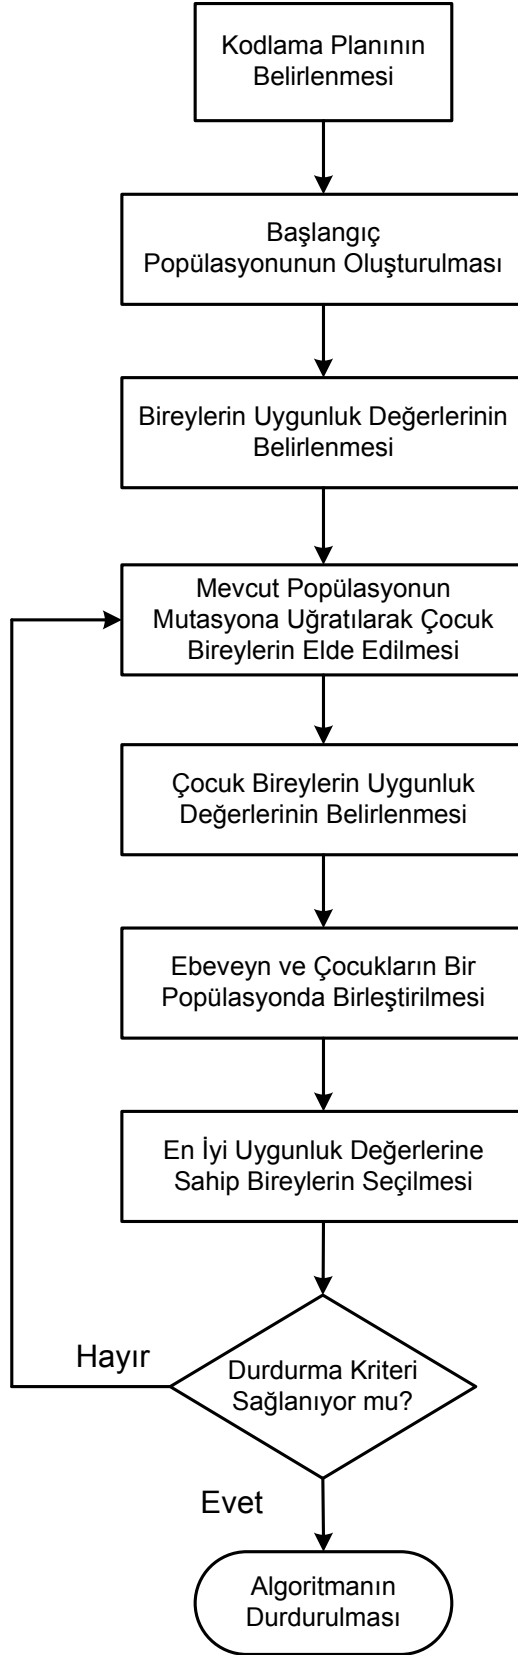 Kodlama Planının
Belirlenmesi
Başlangıç
Popülasyonunun Oluşturulması
Bireylerin Uygunluk Değerlerinin
Belirlenmesi
Mevcut Popülasyonun
Mutasyona Uğratılarak Çocuk
Bireylerin Elde Edilmesi
Çocuk Bireylerin Uygunluk
Değerlerinin Belirlenmesi
Ebeveyn ve Çocukların Bir
Popülasyonda Birleştirilmesi
En İyi Uygunluk Değerlerine
Sahip Bireylerin Seçilmesi
Hayır
Durdurma Kriteri
Sağlanıyor mu?
Evet
Algoritmanın
Durdurulması